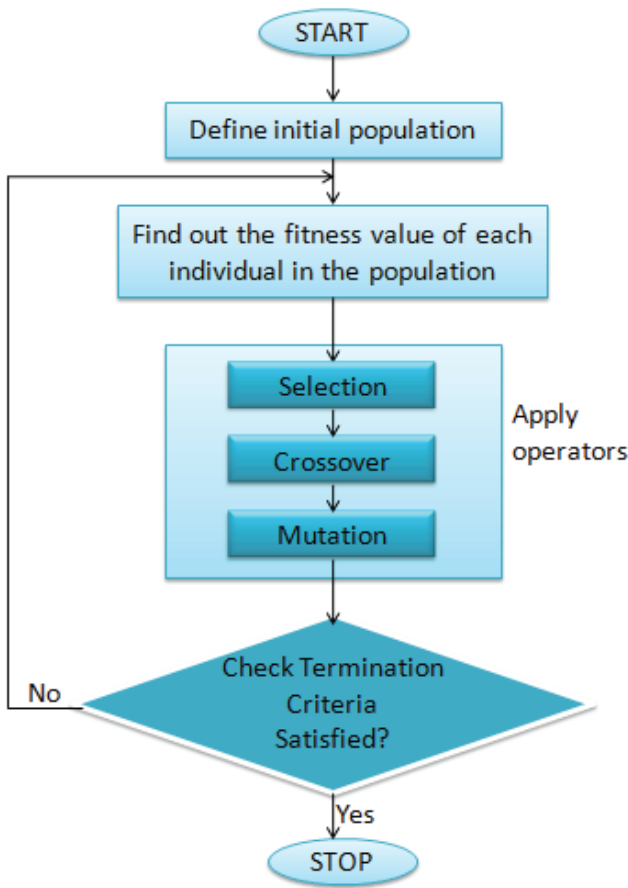 START
Define initial population
Find out the fitness value of each
individual in the population
Selection
Crossover
Mutation
Apply
operators
Check Termination
Criteria
Satisfied?
No
Yes
STOP